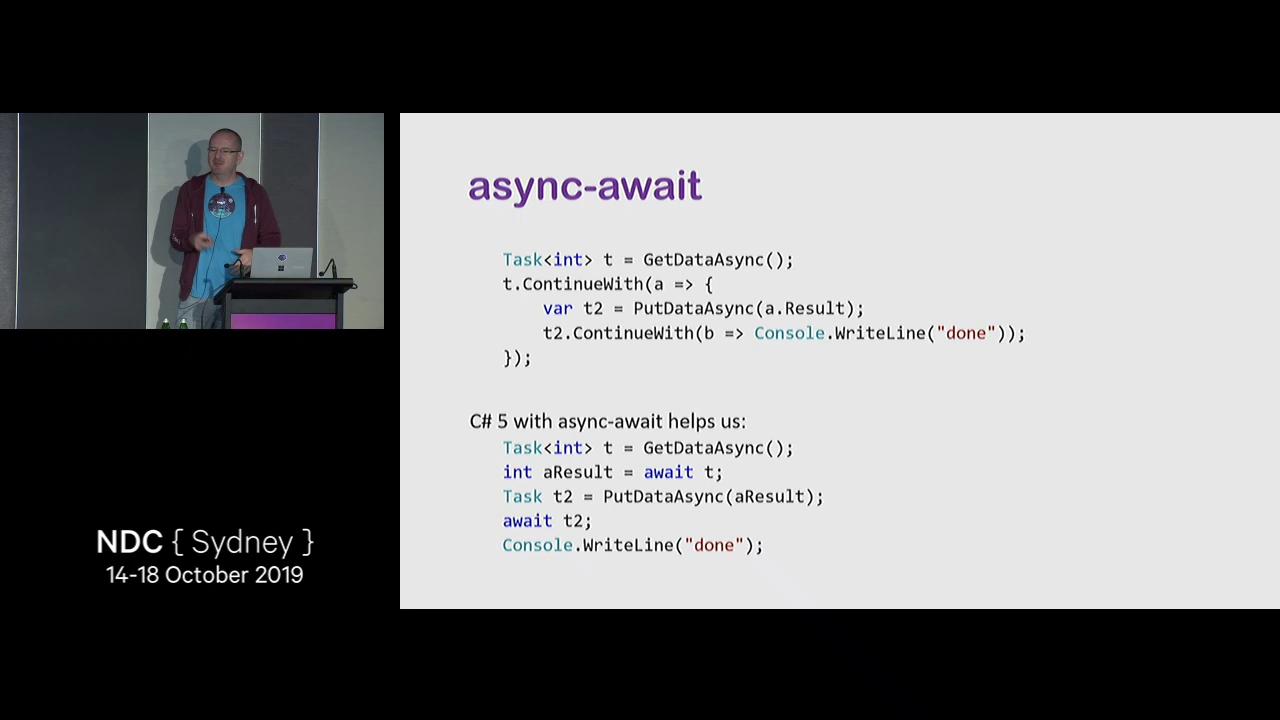 async-await
Task<int> t = GetDataAsync();
t.ContinueWith(a => {
    var t2 = PutDataAsync(a.Result);
    t2.ContinueWith(b => Console.WriteLine("done"));
});
C# 5 with async-await helps us:
Task<int> t = GetDataAsync();
int aResult = await t;
Task t2 = PutDataAsync(aResult);
await t2;
Console.WriteLine("done");
NDC { Sydney }
14-18 October 2019